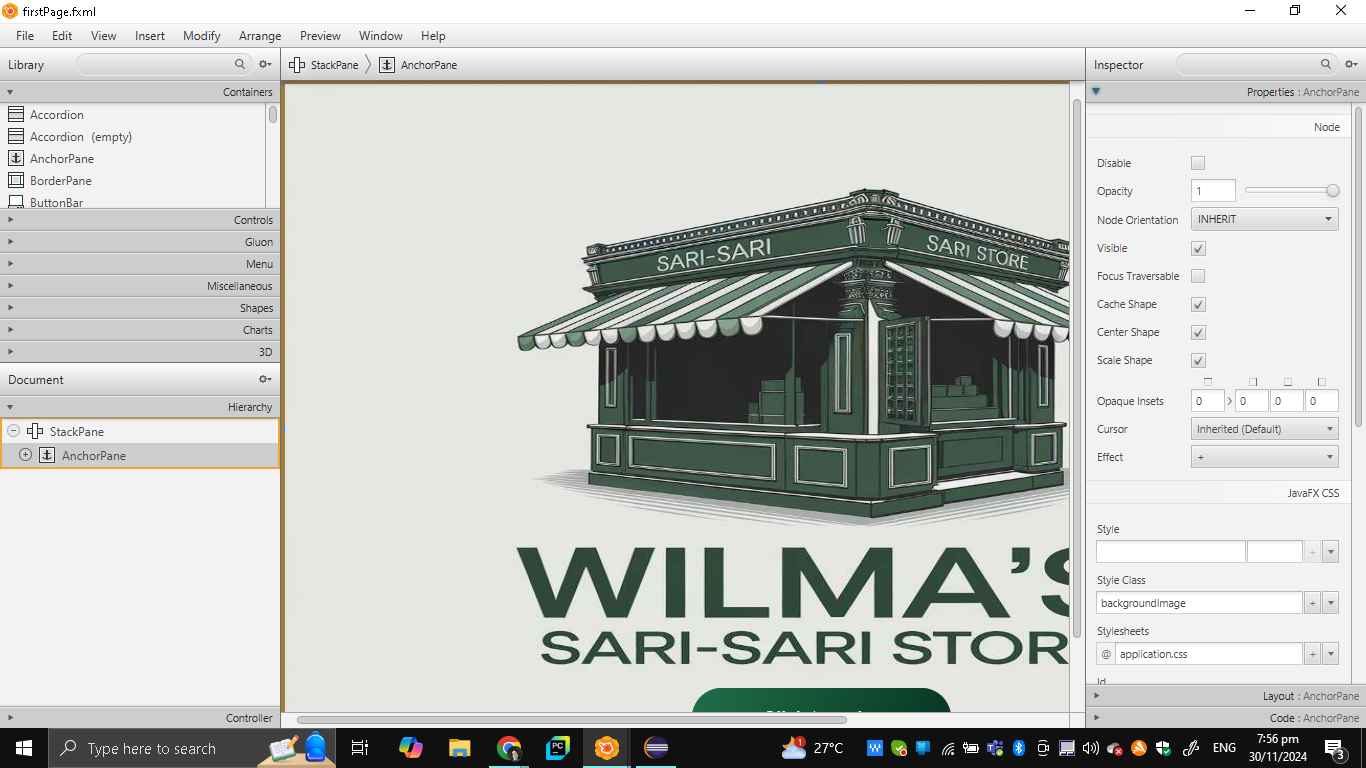 firstPage.fxml
File Edit View Insert Modify Arrange Preview Window Help
Library
StackPane AnchorPane
Inspector
Containers
Accordion
Accordion (empty)
AnchorPane
BorderPane
ButtonBar
Controls
Gluon
Menu
Miscellaneous
Shapes
Charts
3D
Document
Hierarchy
StackPane
AnchorPane
Controller
SARI-SARI SARI STORE
WILMA'S
SARI-SARI STOR
Properties : AnchorPane
Node
Disable
Opacity 1
Node Orientation INHERIT
Visible
Focus Traversable
Cache Shape
Center Shape
Scale Shape
Opaque Insets 0 > 0 0 0
Cursor Inherited (Default)
Effect +
JavaFX CSS
Style
+
Style Class
backgroundImage +
Stylesheets
@ application.css +
Id
Layout : AnchorPane
Code : AnchorPane
Type here to search
1 27°C
ENG
7:56 pm
30/11/2024
3